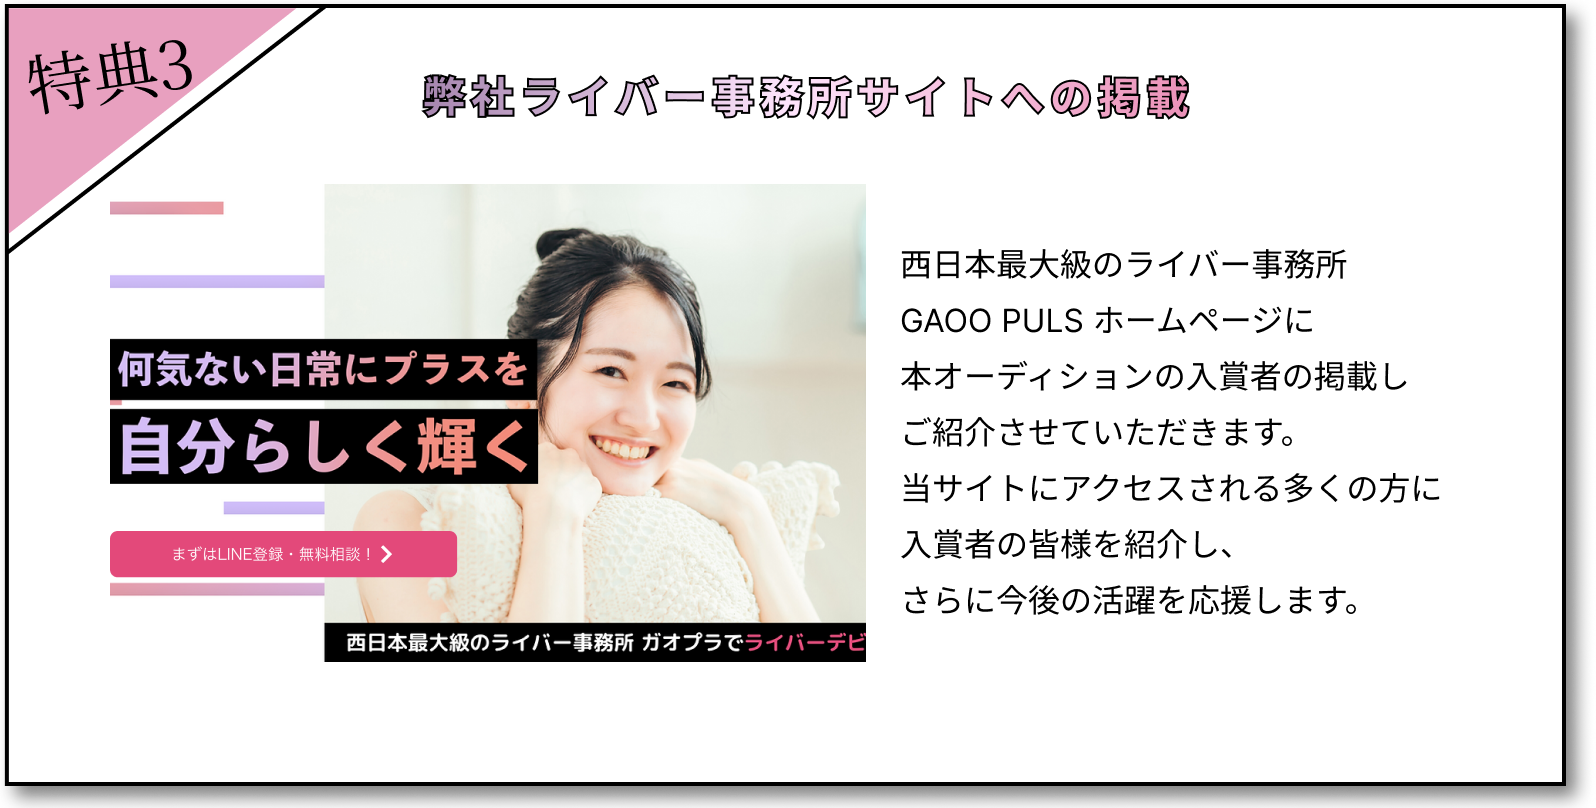 特典3
弊社ライバー事務所サイトへの掲載
何気ない日常にプラスを
自分らしく輝く
まずはLINE登録・無料相談！
西日本最大級のライバー事務所 ガオプラでライバーデビ
西日本最大級のライバー事務所
GAOO PULS ホームページに
本オーディションの入賞者の掲載し
ご紹介させていただきます。
当サイトにアクセスされる多くの方に
入賞者の皆様を紹介し、
さらに今後の活躍を応援します。